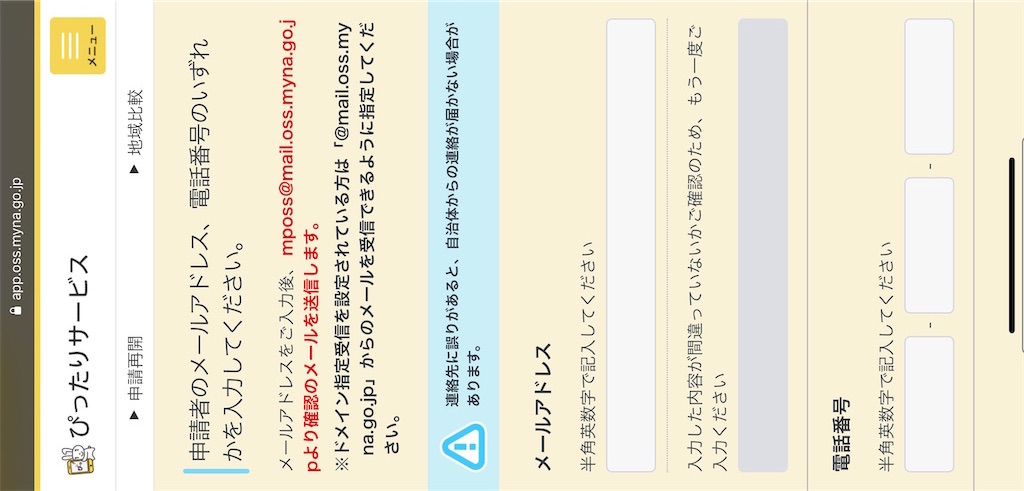 app.oss.myna.go.jp
ぴったりサービス
メニュー
▶ 申請再開
▶ 地域比較
申請者のメールアドレス、電話番号のいずれ
かを入力してください。
メールアドレスをご入力後、mposs@mail.oss.myna.go.j
pより確認のメールを送信します。
※ドメイン指定受信を設定されている方は「@mail.oss.my
na.go.jp」からのメールを受信できるように指定してくだ
さい。
連絡先に誤りがあると、自治体からの連絡が届かない場合が
あります。
メールアドレス
半角英数字で記入してください
入力した内容が間違っていないかご確認のため、もう一度ご
入力ください
電話番号
半角英数字で記入してください
- -